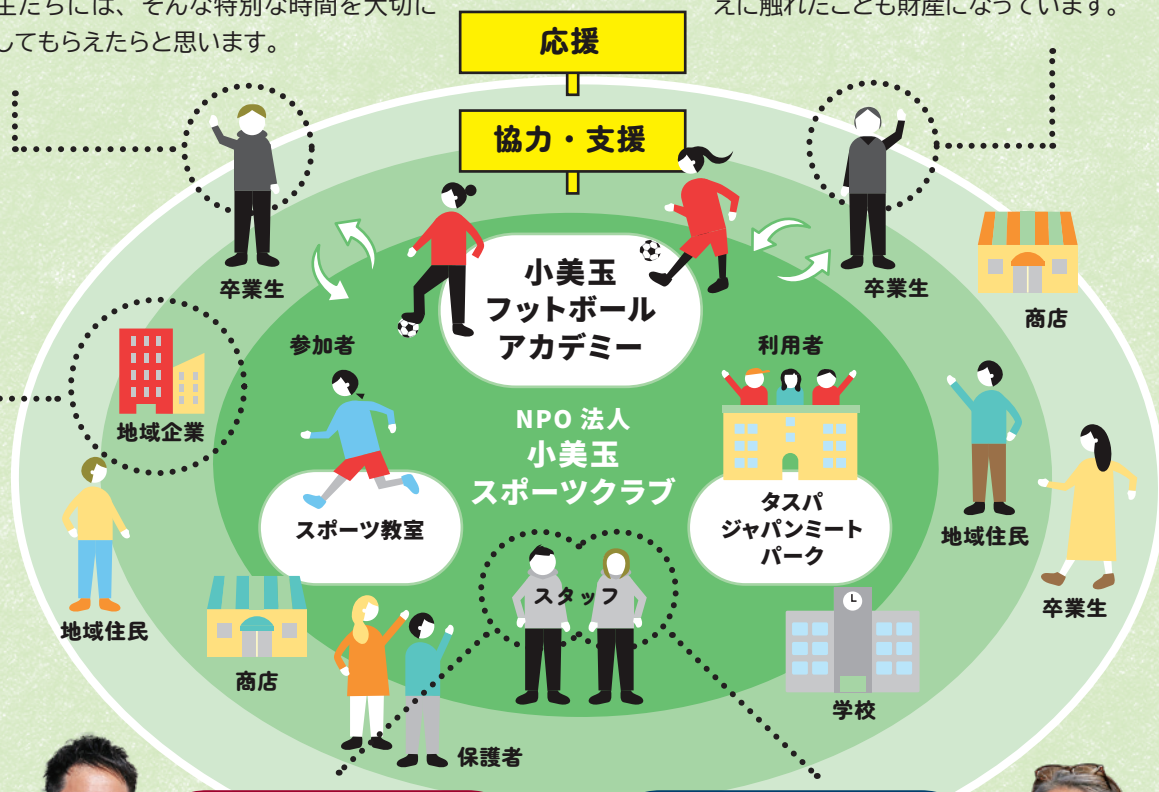 生たちには、そんな特別な時間を大切に
してもらえたらと思います。
えに触れたことも財産になっています。
応援
協力・支援
卒業生
卒業生
商店
小美玉
フットボール
アカデミー
参加者
利用者
地域企業
NPO 法人
小美玉
スポーツクラブ
スポーツ教室
タスパ
ジャパンミート
パーク
地域住民
卒業生
スタッフ
地域住民
商店
学校
保護者